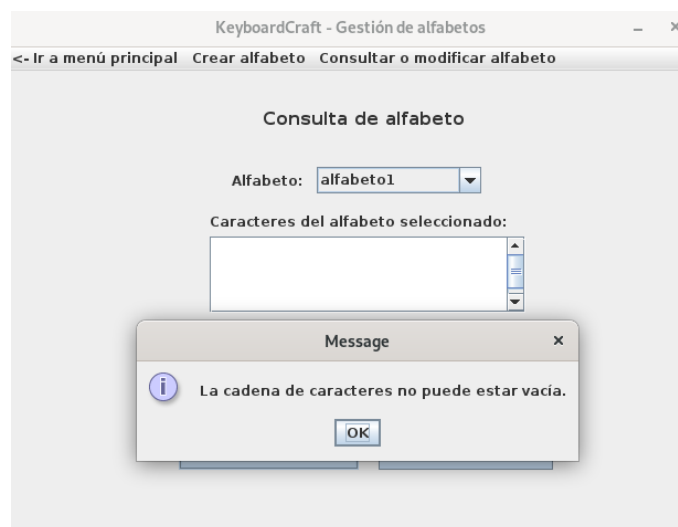 KeyboardCraft - Gestión de alfabetos
<- Ir a menú principal Crear alfabeto Consultar o modificar alfabeto
Consulta de alfabeto
Alfabeto: alfabeto1
Caracteres del alfabeto seleccionado:
Message
La cadena de caracteres no puede estar vacía.
OK